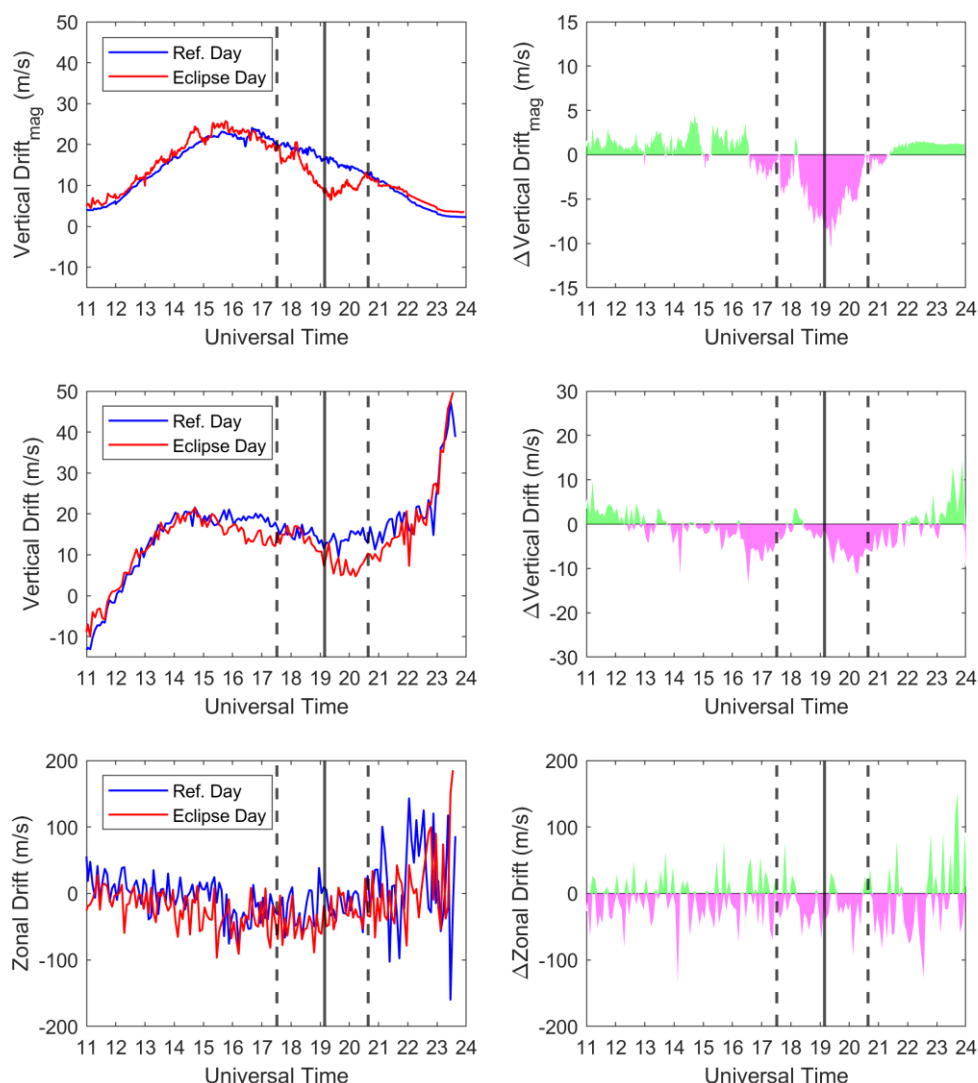 Vertical Drift_mag (m/s)
50
40
30
20
10
0
-10
Ref. Day
Eclipse Day
11 12 13 14 15 16 17 18 19 20 21 22 23 24
Universal Time
ΔVertical Drift_mag (m/s)
15
10
5
0
-5
-10
-15
11 12 13 14 15 16 17 18 19 20 21 22 23 24
Universal Time
Vertical Drift (m/s)
50
40
30
20
10
0
-10
Ref. Day
Eclipse Day
11 12 13 14 15 16 17 18 19 20 21 22 23 24
Universal Time
ΔVertical Drift (m/s)
30
20
10
0
-10
-20
-30
11 12 13 14 15 16 17 18 19 20 21 22 23 24
Universal Time
Zonal Drift (m/s)
200
100
0
-100
-200
Ref. Day
Eclipse Day
11 12 13 14 15 16 17 18 19 20 21 22 23 24
Universal Time
ΔZonal Drift (m/s)
200
100
0
-100
-200
11 12 13 14 15 16 17 18 19 20 21 22 23 24
Universal Time